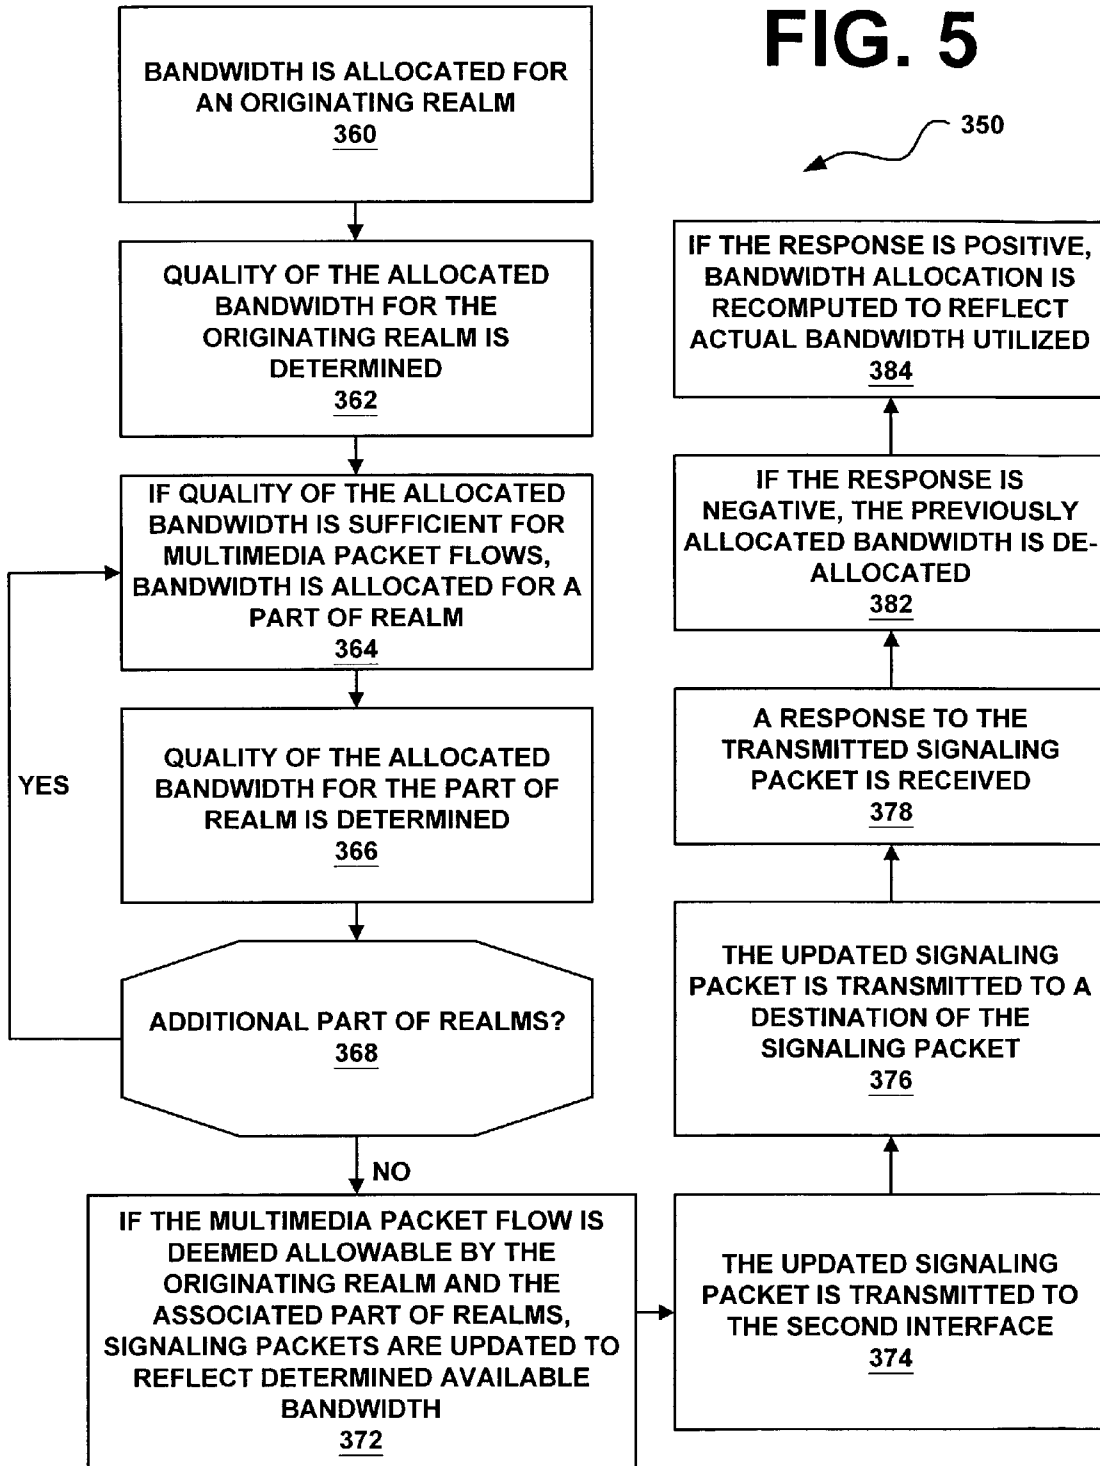 FIG. 5
350
BANDWIDTH IS ALLOCATED FOR
AN ORIGINATING REALM
360
QUALITY OF THE ALLOCATED
BANDWIDTH FOR THE
ORIGINATING REALM IS
DETERMINED
362
IF QUALITY OF THE ALLOCATED
BANDWIDTH IS SUFFICIENT FOR
MULTIMEDIA PACKET FLOWS,
BANDWIDTH IS ALLOCATED FOR A
PART OF REALM
364
QUALITY OF THE ALLOCATED
BANDWIDTH FOR THE PART OF
REALM IS DETERMINED
366
YES
ADDITIONAL PART OF REALMS?
368
NO
IF THE MULTIMEDIA PACKET FLOW IS
DEEMED ALLOWABLE BY THE
ORIGINATING REALM AND THE
ASSOCIATED PART OF REALMS,
SIGNALING PACKETS ARE UPDATED TO
REFLECT DETERMINED AVAILABLE
BANDWIDTH
372
THE UPDATED SIGNALING
PACKET IS TRANSMITTED TO
THE SECOND INTERFACE
374
THE UPDATED SIGNALING
PACKET IS TRANSMITTED TO A
DESTINATION OF THE
SIGNALING PACKET
376
A RESPONSE TO THE
TRANSMITTED SIGNALING
PACKET IS RECEIVED
378
IF THE RESPONSE IS
NEGATIVE, THE PREVIOUSLY
ALLOCATED BANDWIDTH IS DE-
ALLOCATED
382
IF THE RESPONSE IS POSITIVE,
BANDWIDTH ALLOCATION IS
RECOMPUTED TO REFLECT
ACTUAL BANDWIDTH UTILIZED
384